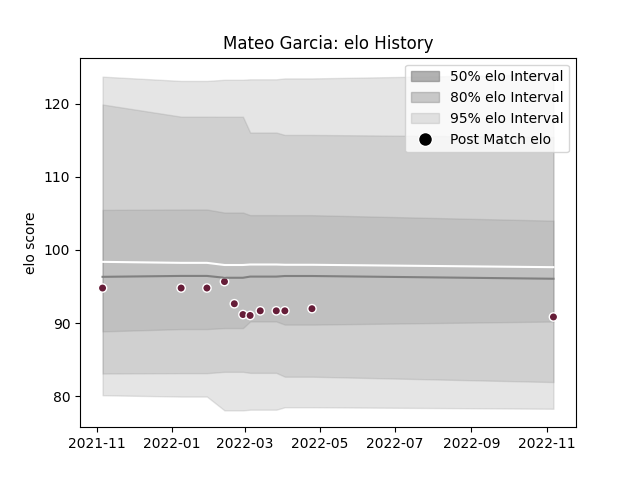 Mateo Garcia: elo History
50% elo Interval
80% elo Interval
95% elo Interval
Post Match elo
elo score
120
110
100
90
80
2021-11 2022-01 2022-03 2022-05 2022-07 2022-09 2022-11